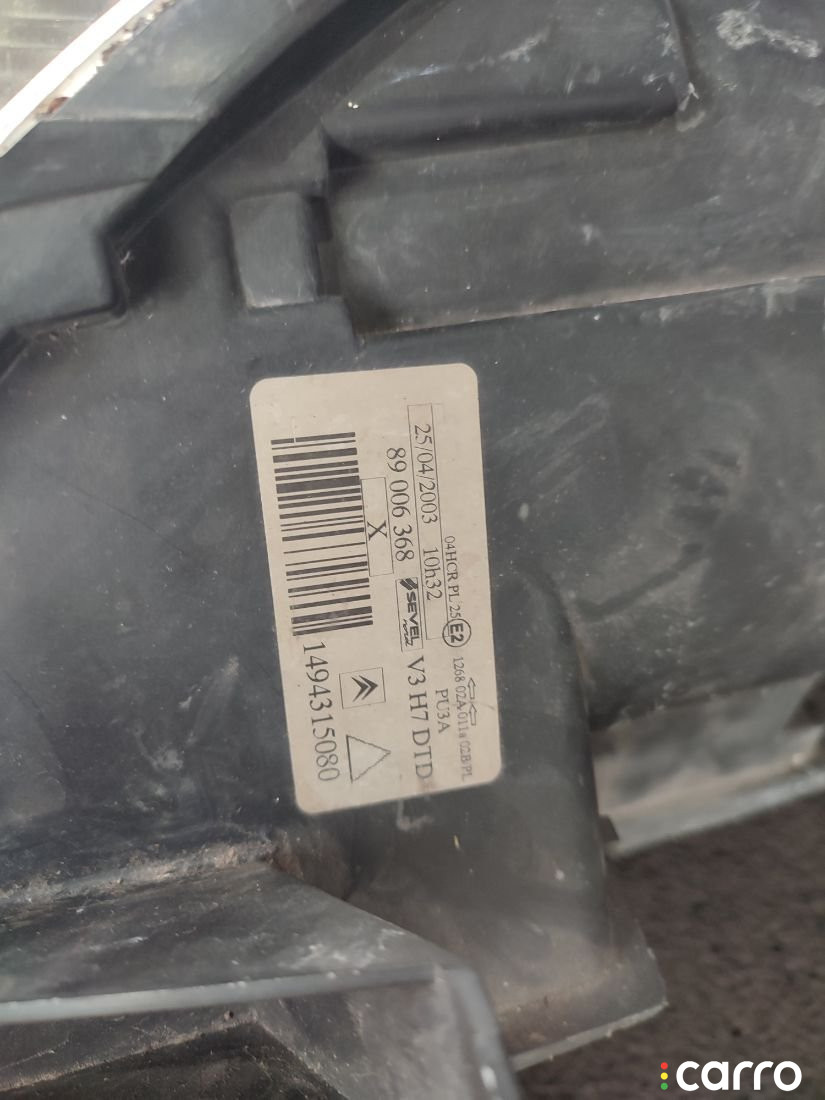 04HCR PL 25 E2 1268 02A 011a 02B/PL
25/04/2003 10h32 PU3A
89 006 368 SEVEL V3 H7 DTD
X
1494315080
carro